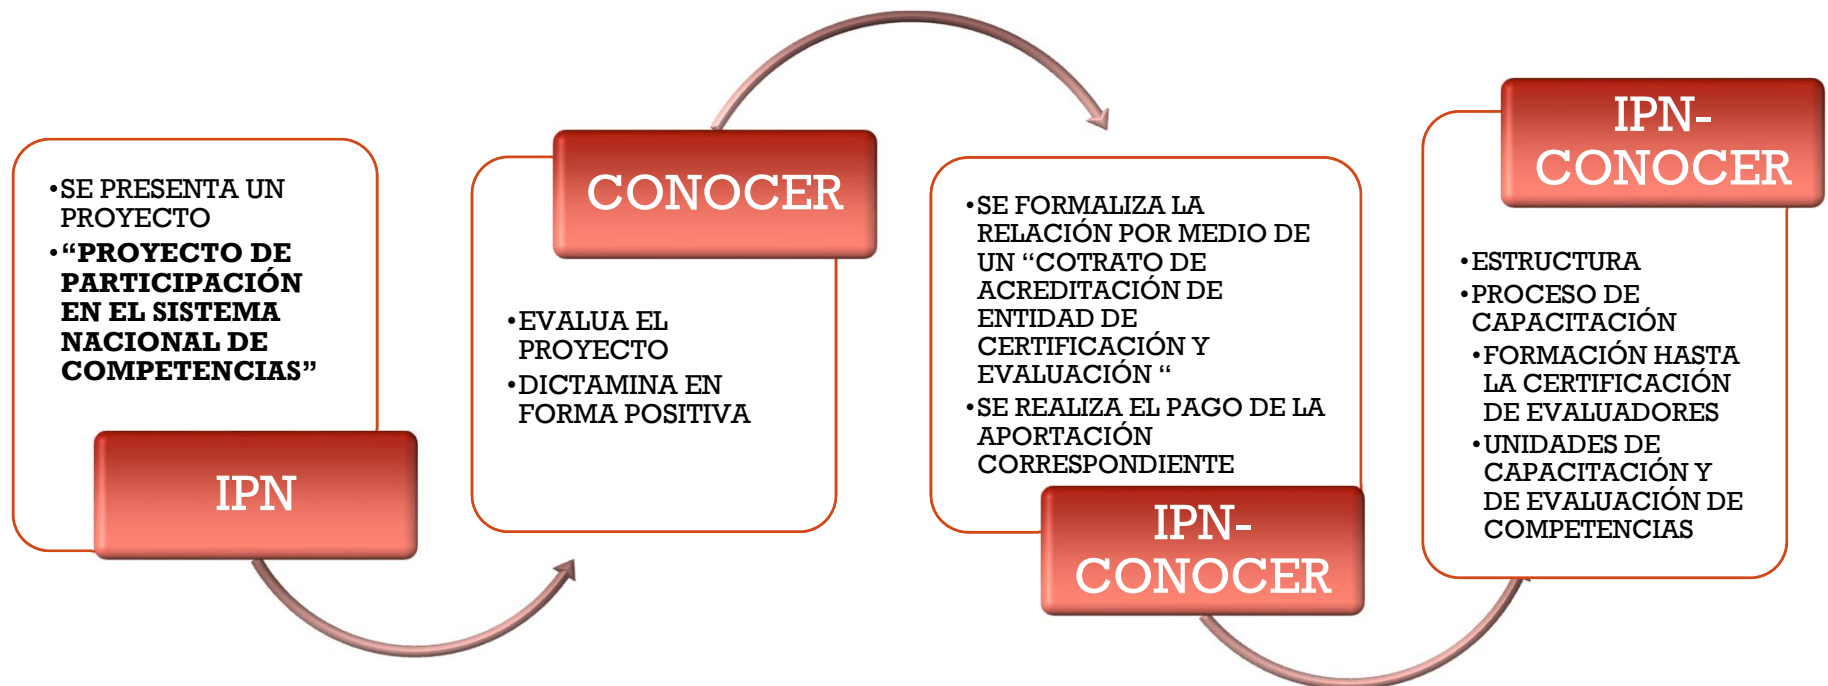 •SE PRESENTA UN
PROYECTO
•“PROYECTO DE
PARTICIPACIÓN
EN EL SISTEMA
NACIONAL DE
COMPETENCIAS”
IPN
CONOCER
•EVALUA EL
PROYECTO
•DICTAMINA EN
FORMA POSITIVA
•SE FORMALIZA LA
RELACIÓN POR MEDIO DE
UN “COTRATO DE
ACREDITACIÓN DE
ENTIDAD DE
CERTIFICACIÓN Y
EVALUACIÓN “
•SE REALIZA EL PAGO DE LA
APORTACIÓN
CORRESPONDIENTE
IPN-
CONOCER
IPN-
CONOCER
•ESTRUCTURA
•PROCESO DE
CAPACITACIÓN
•FORMACIÓN HASTA
LA CERTIFICACIÓN
DE EVALUADORES
•UNIDADES DE
CAPACITACIÓN Y
DE EVALUACIÓN DE
COMPETENCIAS